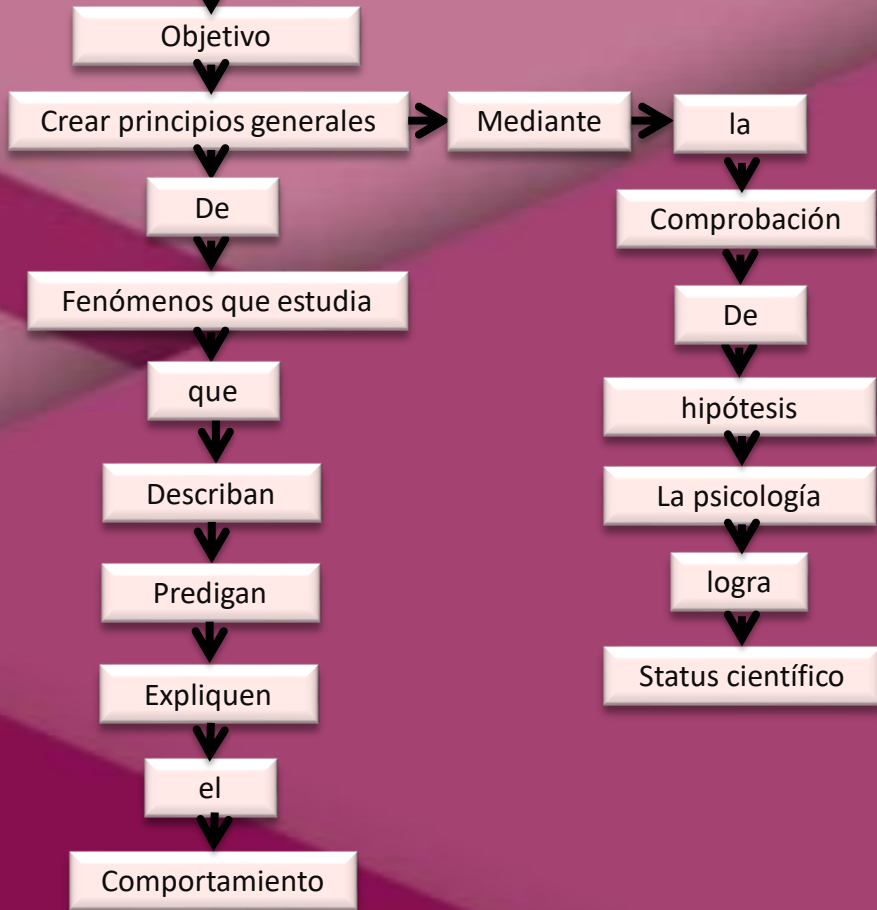 Objetivo
Crear principios generales
Mediante
la
De
Fenómenos que estudia
que
Describan
Predigan
Expliquen
el
Comportamiento
Comprobación
De
hipótesis
La psicología
logra
Status científico